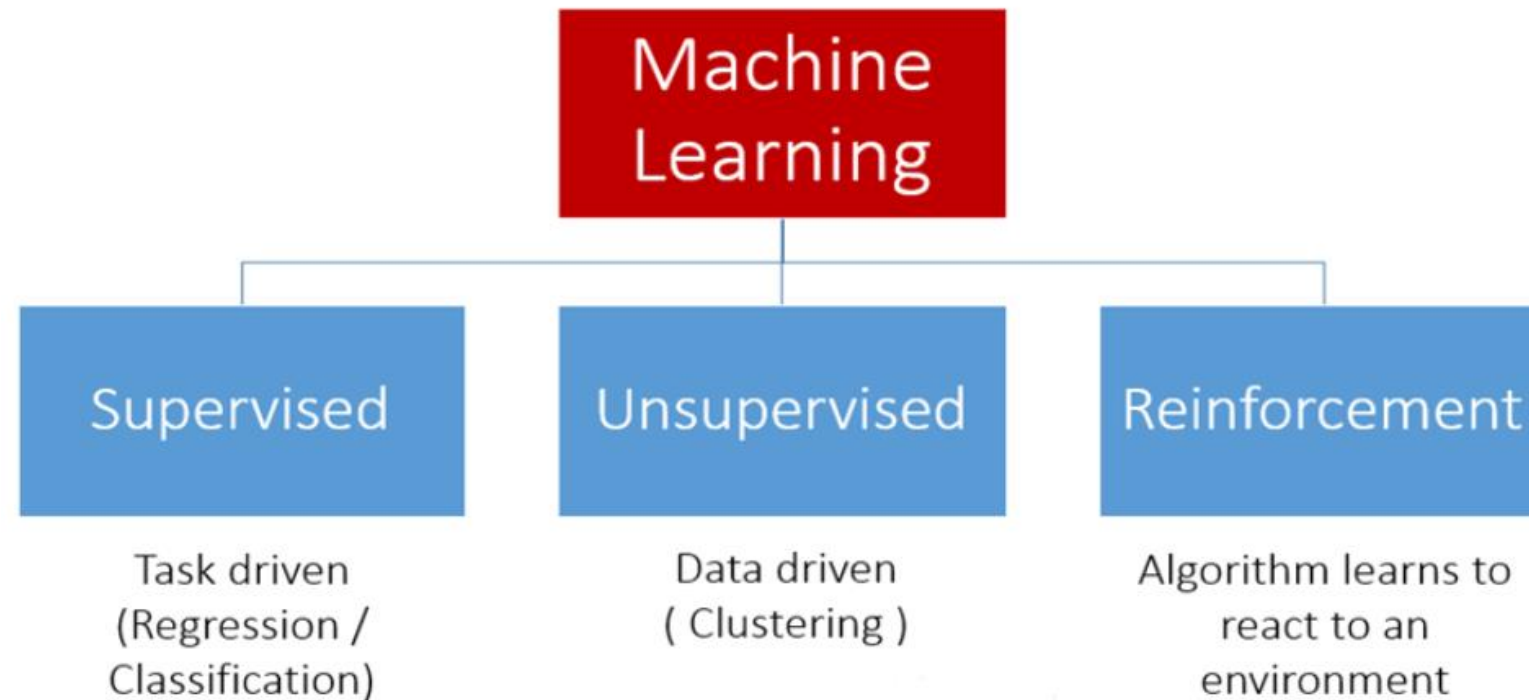 Machine
Learning
Supervised
Unsupervised
Reinforcement
Task driven
(Regression /
Classification)
Data driven
( Clustering )
Algorithm learns to
react to an
environment